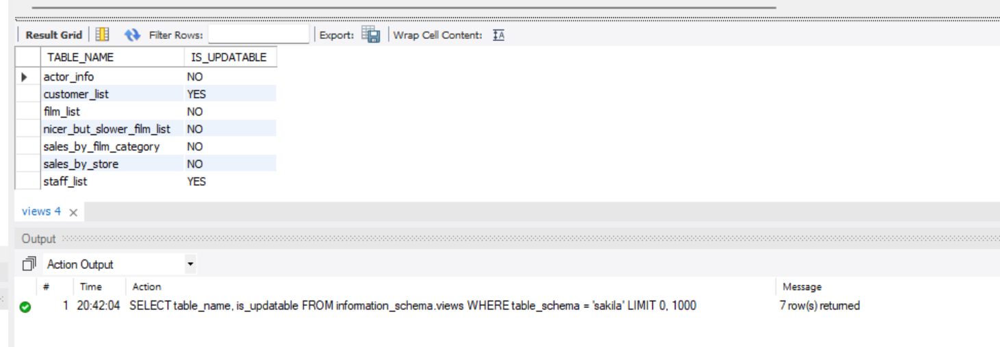 Result Grid Filter Rows: Export: Wrap Cell Content: IA
TABLE_NAME IS_UPDATABLE
actor_info NO
customer_list YES
film_list NO
nicer_but_slower_film_list NO
sales_by_film_category NO
sales_by_store NO
staff_list YES
views 4
Output
Action Output
# Time Action Message
1 20:42:04 SELECT table_name, is_updatable FROM information_schema.views WHERE table_schema = 'sakila' LIMIT 0, 1000 7 row(s) returned